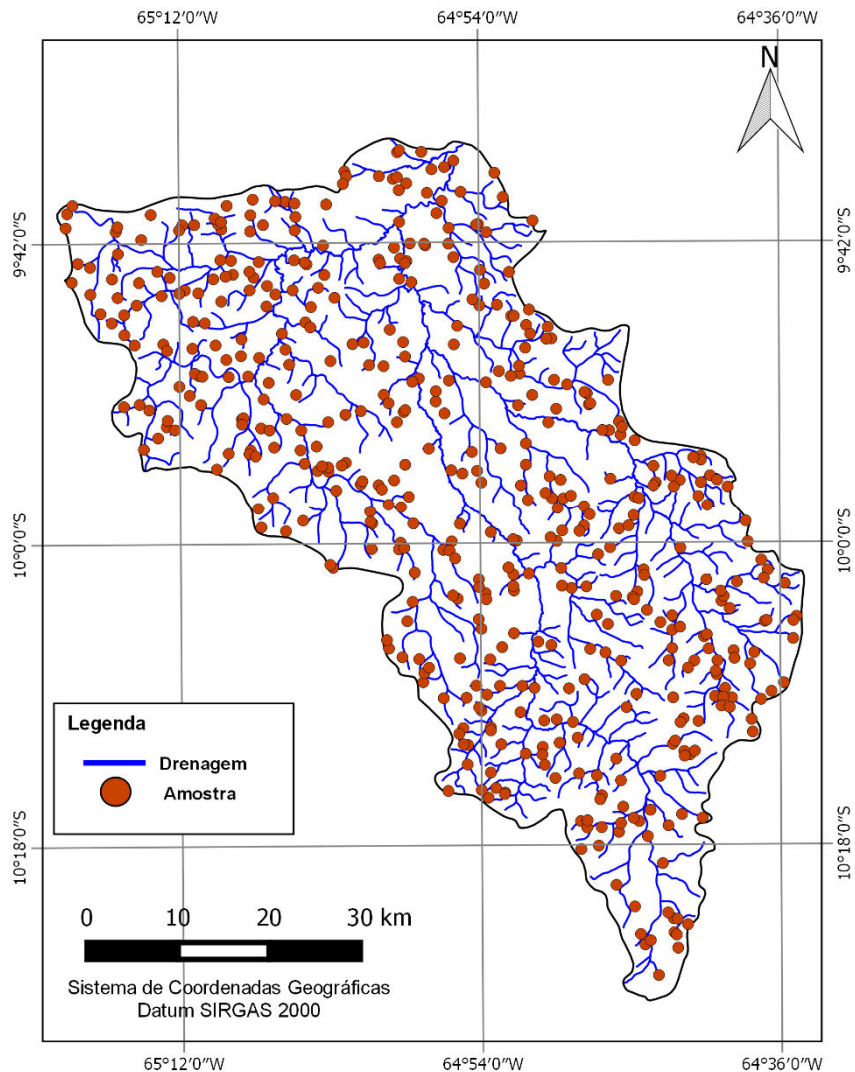 65°12′0″W 64°54′0″W 64°36′0″W
N
9°42′0″S 9°42′0″S
10°0′0″S 10°0′0″S
Legenda
Drenagem
Amostra
10°18′0″S 10°18′0″S
0 10 20 30 km
Sistema de Coordenadas Geográficas
Datum SIRGAS 2000
65°12′0″W 64°54′0″W 64°36′0″W